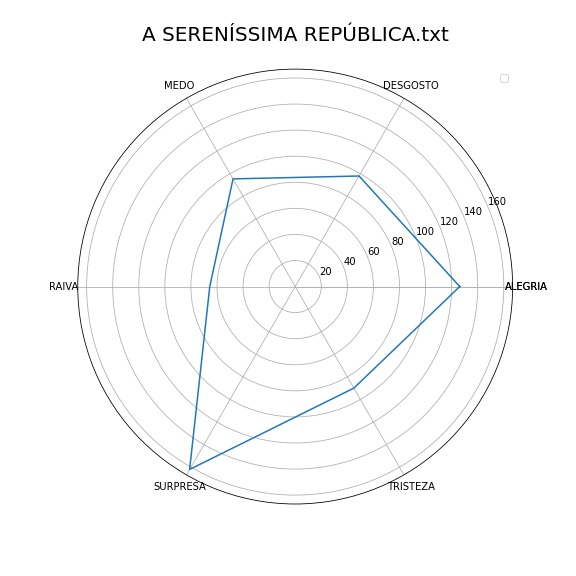 A SERENÍSSIMA REPÚBLICA.txt
MEDO
DESGOSTO
160
140
120
100
80
60
40
20
RAIVA
ALEGRIA
SURPRESA
TRISTEZA